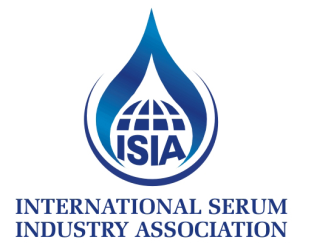 ISIA
INTERNATIONAL SERUM
INDUSTRY ASSOCIATION